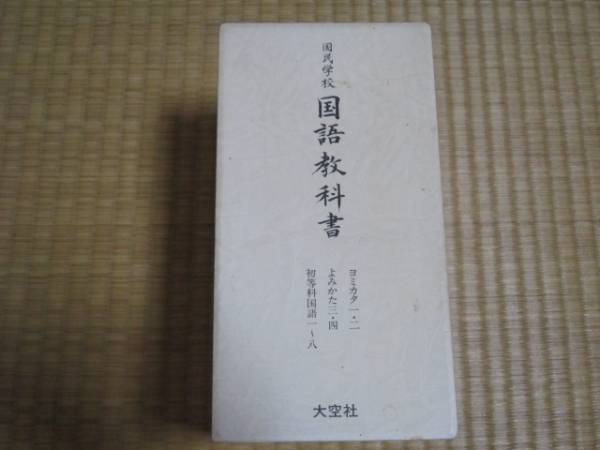 国民学校
国語教科書
ヨミカタ一・二
よみかた三・四
初等科国語一〜八
大空社